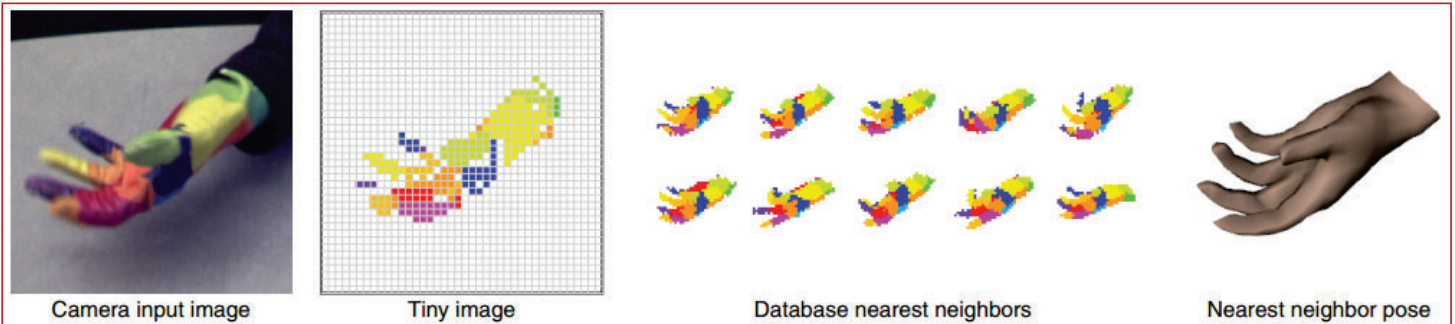 Camera input image
Tiny image
Database nearest neighbors
Nearest neighbor pose